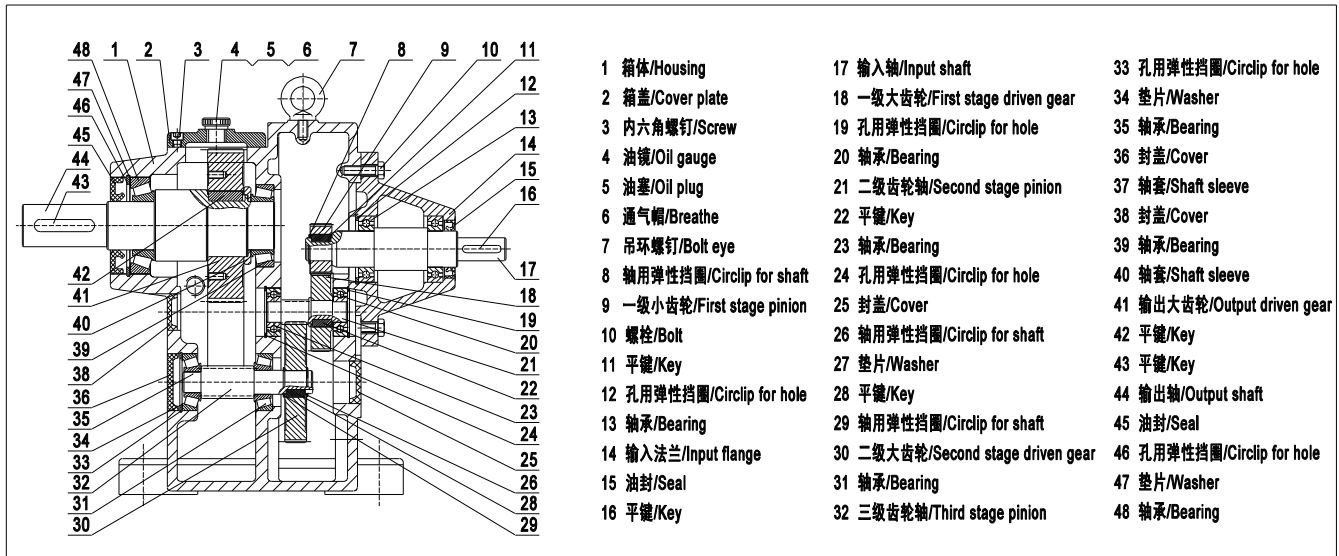 48 1 2 3 4 5 6 7 8 9 10 11
47
46
45
44
43
42
41
40
39
38
36
35
34
33
32
31
30
12
13
14
15
16
17
18
19
20
21
22
23
24
25
26
28
29
1 箱体/Housing
2 箱盖/Cover plate
3 内六角螺钉/Screw
4 油镜/Oil gauge
5 油塞/Oil plug
6 通气帽/Breathe
7 吊环螺钉/Bolt eye
8 轴用弹性挡圈/Circlip for shaft
9 一级小齿轮/First stage pinion
10 螺栓/Bolt
11 平键/Key
12 孔用弹性挡圈/Circlip for hole
13 轴承/Bearing
14 输入法兰/Input flange
15 油封/Seal
16 平键/Key
17 输入轴/Input shaft
18 一级大齿轮/First stage driven gear
19 孔用弹性挡圈/Circlip for hole
20 轴承/Bearing
21 二级齿轮轴/Second stage pinion
22 平键/Key
23 轴承/Bearing
24 孔用弹性挡圈/Circlip for hole
25 封盖/Cover
26 轴用弹性挡圈/Circlip for shaft
27 垫片/Washer
28 平键/Key
29 轴用弹性挡圈/Circlip for shaft
30 二级大齿轮/Second stage driven gear
31 轴承/Bearing
32 三级齿轮轴/Third stage pinion
33 孔用弹性挡圈/Circlip for hole
34 垫片/Washer
35 轴承/Bearing
36 封盖/Cover
37 轴套/Shaft sleeve
38 封盖/Cover
39 轴承/Bearing
40 轴套/Shaft sleeve
41 输出大齿轮/Output driven gear
42 平键/Key
43 平键/Key
44 输出轴/Output shaft
45 油封/Seal
46 孔用弹性挡圈/Circlip for hole
47 垫片/Washer
48 轴承/Bearing